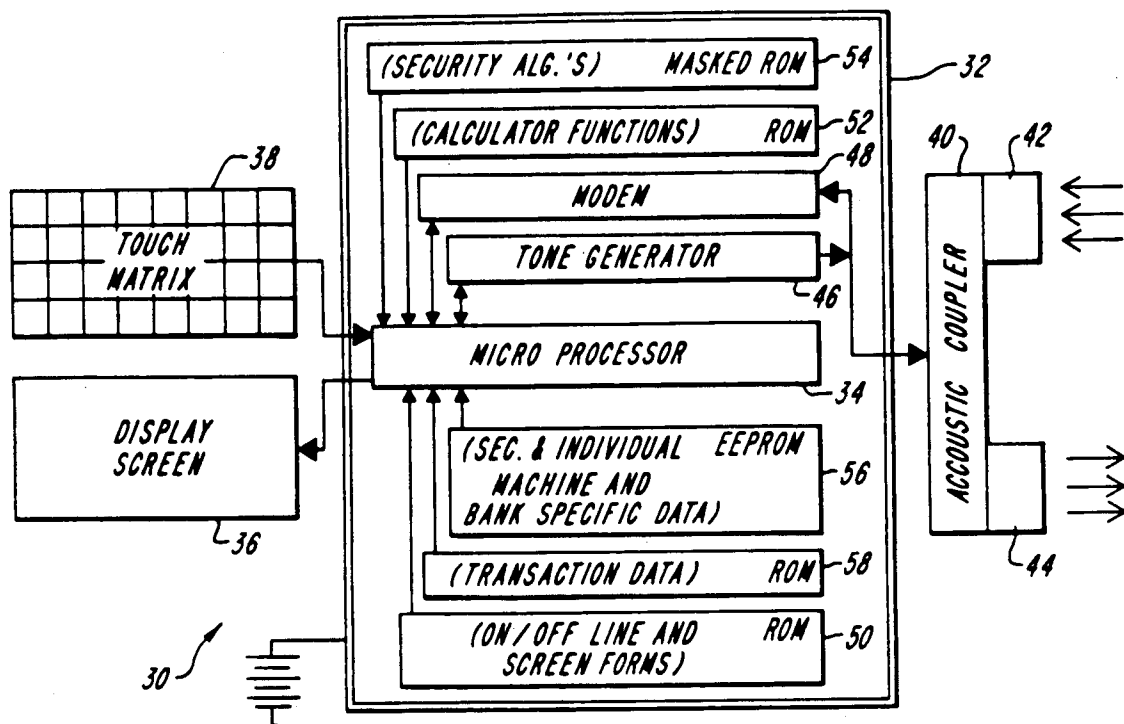 (SECURITY ALG.'S) MASKED ROM
54
32
(CALCULATOR FUNCTIONS) ROM
52
38
TOUCH
MATRIX
48
MODEM
40
42
TONE GENERATOR
46
MICRO PROCESSOR
34
ACCOUSTIC COUPLER
DISPLAY
SCREEN
36
(SEC. & INDIVIDUAL EEPROM
MACHINE AND
BANK SPECIFIC DATA)
56
44
(TRANSACTION DATA) ROM
58
(ON/OFF LINE AND ROM
SCREEN FORMS)
50
30